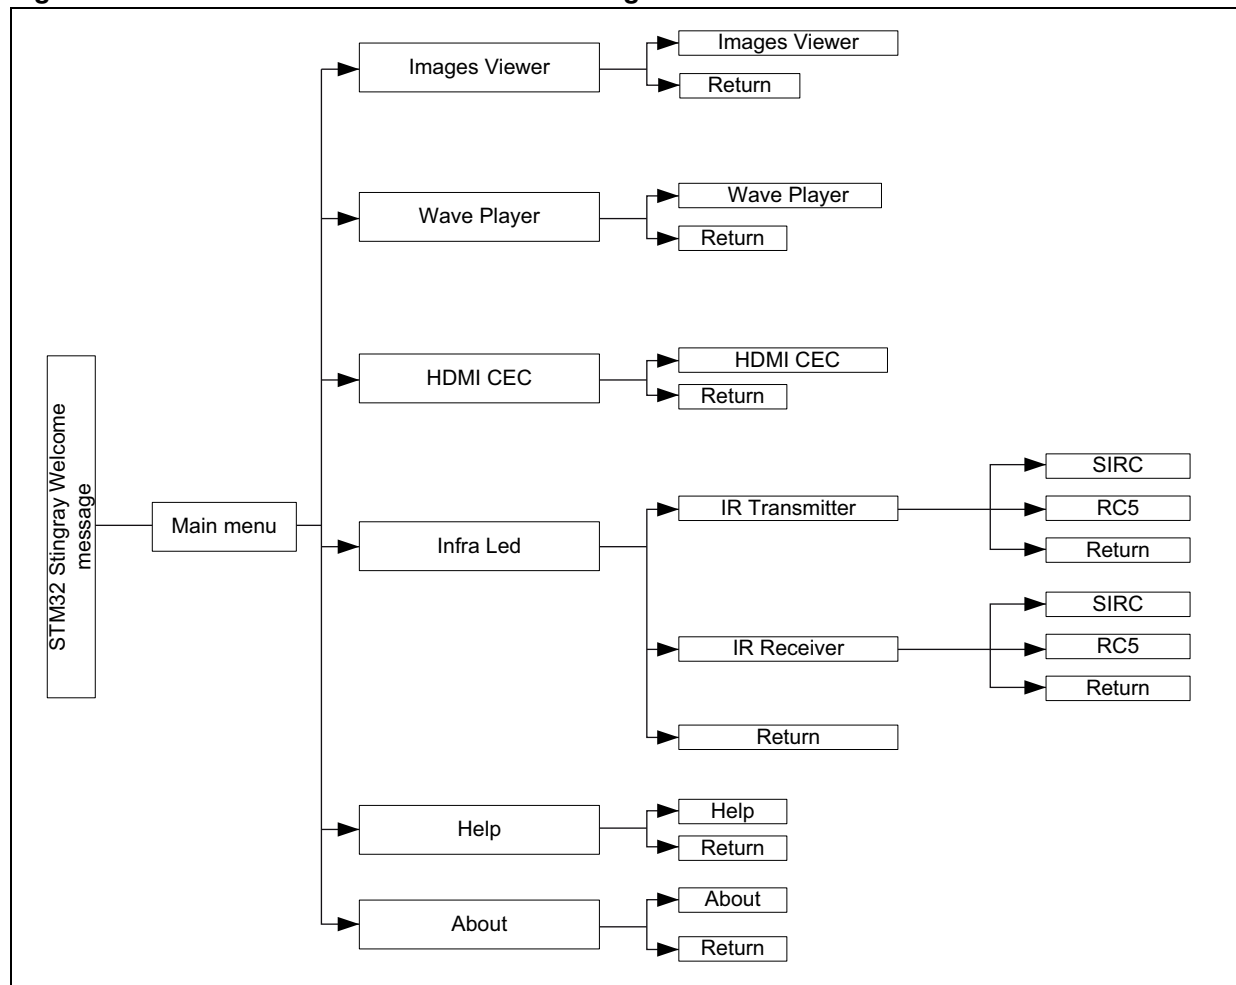 Images Viewer
Images Viewer
Return
Wave Player
Wave Player
Return
HDMI CEC
HDMI CEC
Return
STM32 Stingray Welcome
message
Main menu
Infra Led
IR Transmitter
SIRC
RC5
Return
IR Receiver
SIRC
RC5
Return
Return
Help
Help
Return
About
About
Return